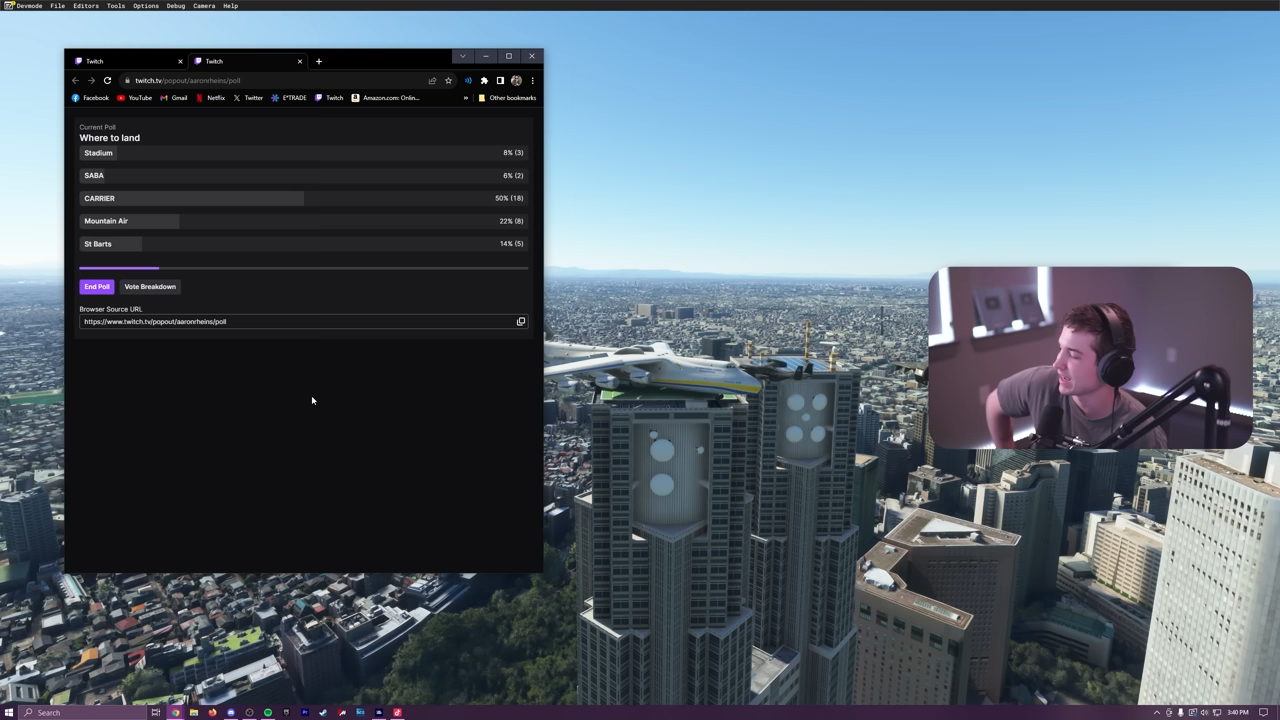 Devmode File Editors Tools Options Debug Camera Help
Twitch
Twitch
twitch.tv/popout/aaronrheins/poll
Facebook YouTube Gmail Netflix Twitter E*TRADE Twitch Amazon.com: Onlin... » Other bookmarks
Current Poll
Where to land
Stadium 8% (3)
SABA 6% (2)
CARRIER 50% (18)
Mountain Air 22% (8)
St Barts 14% (5)
End Poll Vote Breakdown
Browser Source URL
https://www.twitch.tv/popout/aaronrheins/poll
Search
3:40 PM